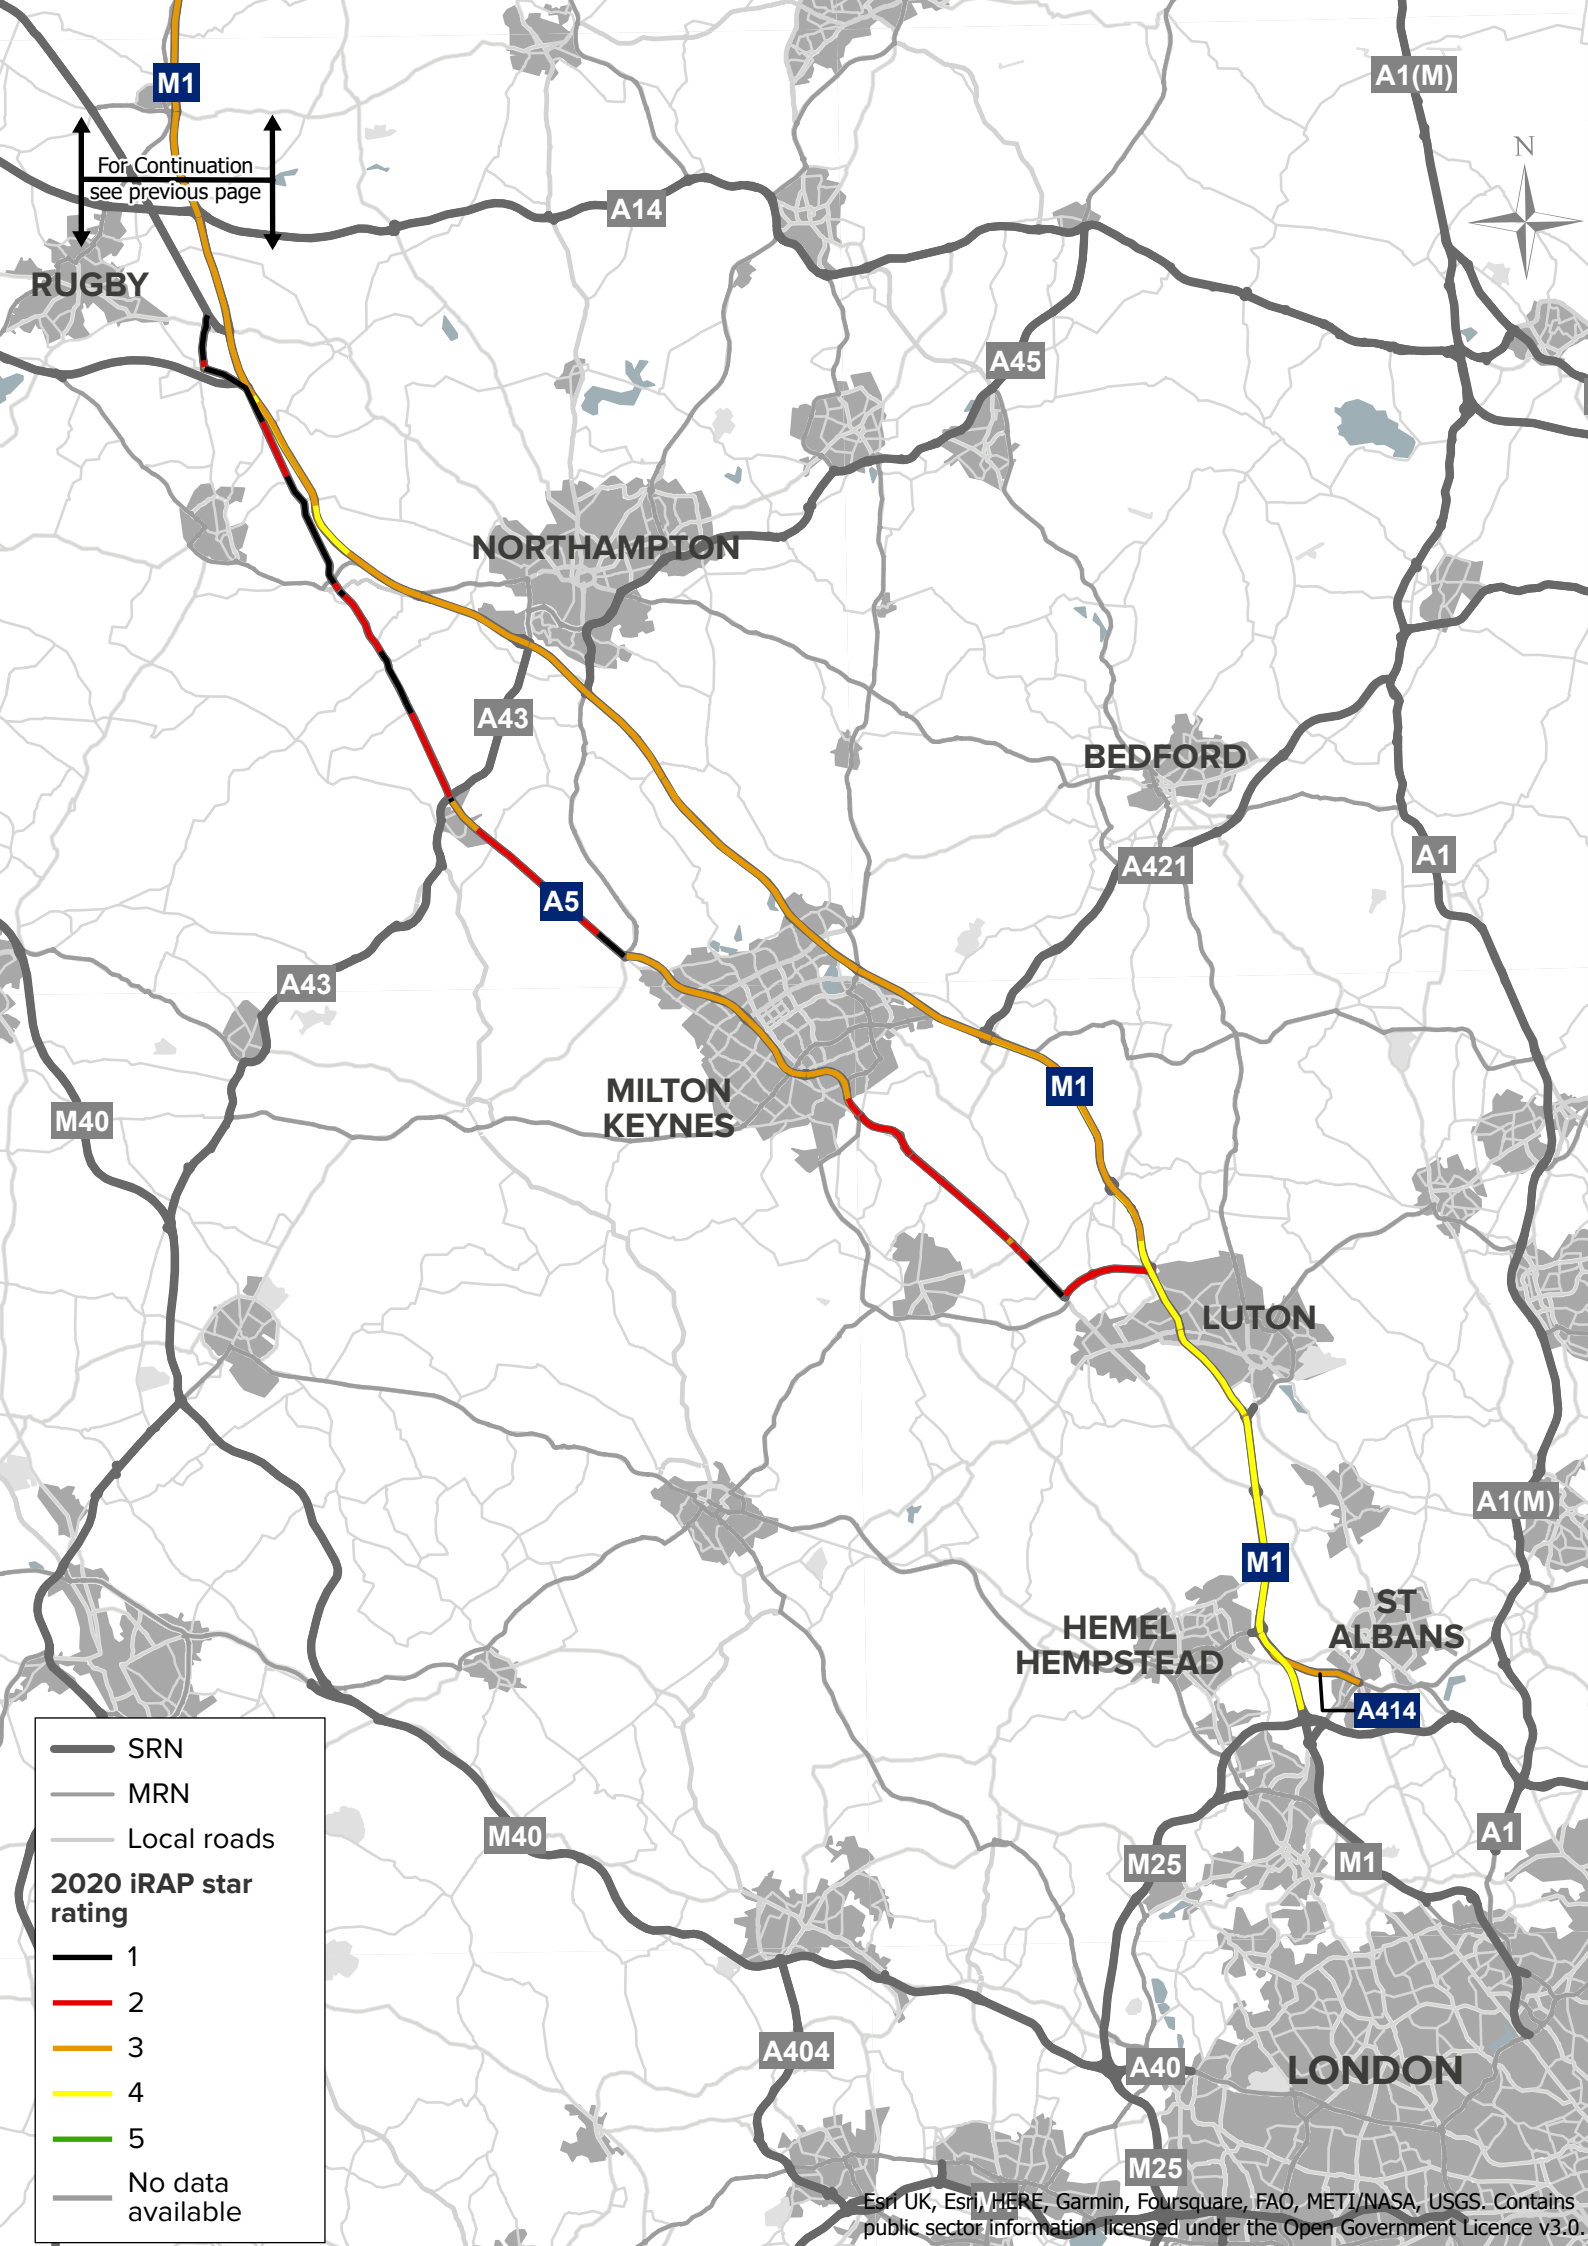 M1
A1(M)
N
For Continuation
see previous page
A14
RUGBY
A45
NORTHAMPTON
A43
BEDFORD
A421
A1
A5
A43
MILTON
KEYNES
M1
M40
LUTON
A1(M)
M1
HEMEL
HEMPSTEAD
ST
ALBANS
A414
SRN
MRN
Local roads
2020 iRAP star
rating
1
2
3
4
5
No data
available
M40
A1
M25
M1
A404
A40
LONDON
M25
Esri UK, Esri, HERE, Garmin, Foursquare, FAO, METI/NASA, USGS. Contains
public sector information licensed under the Open Government Licence v3.0.